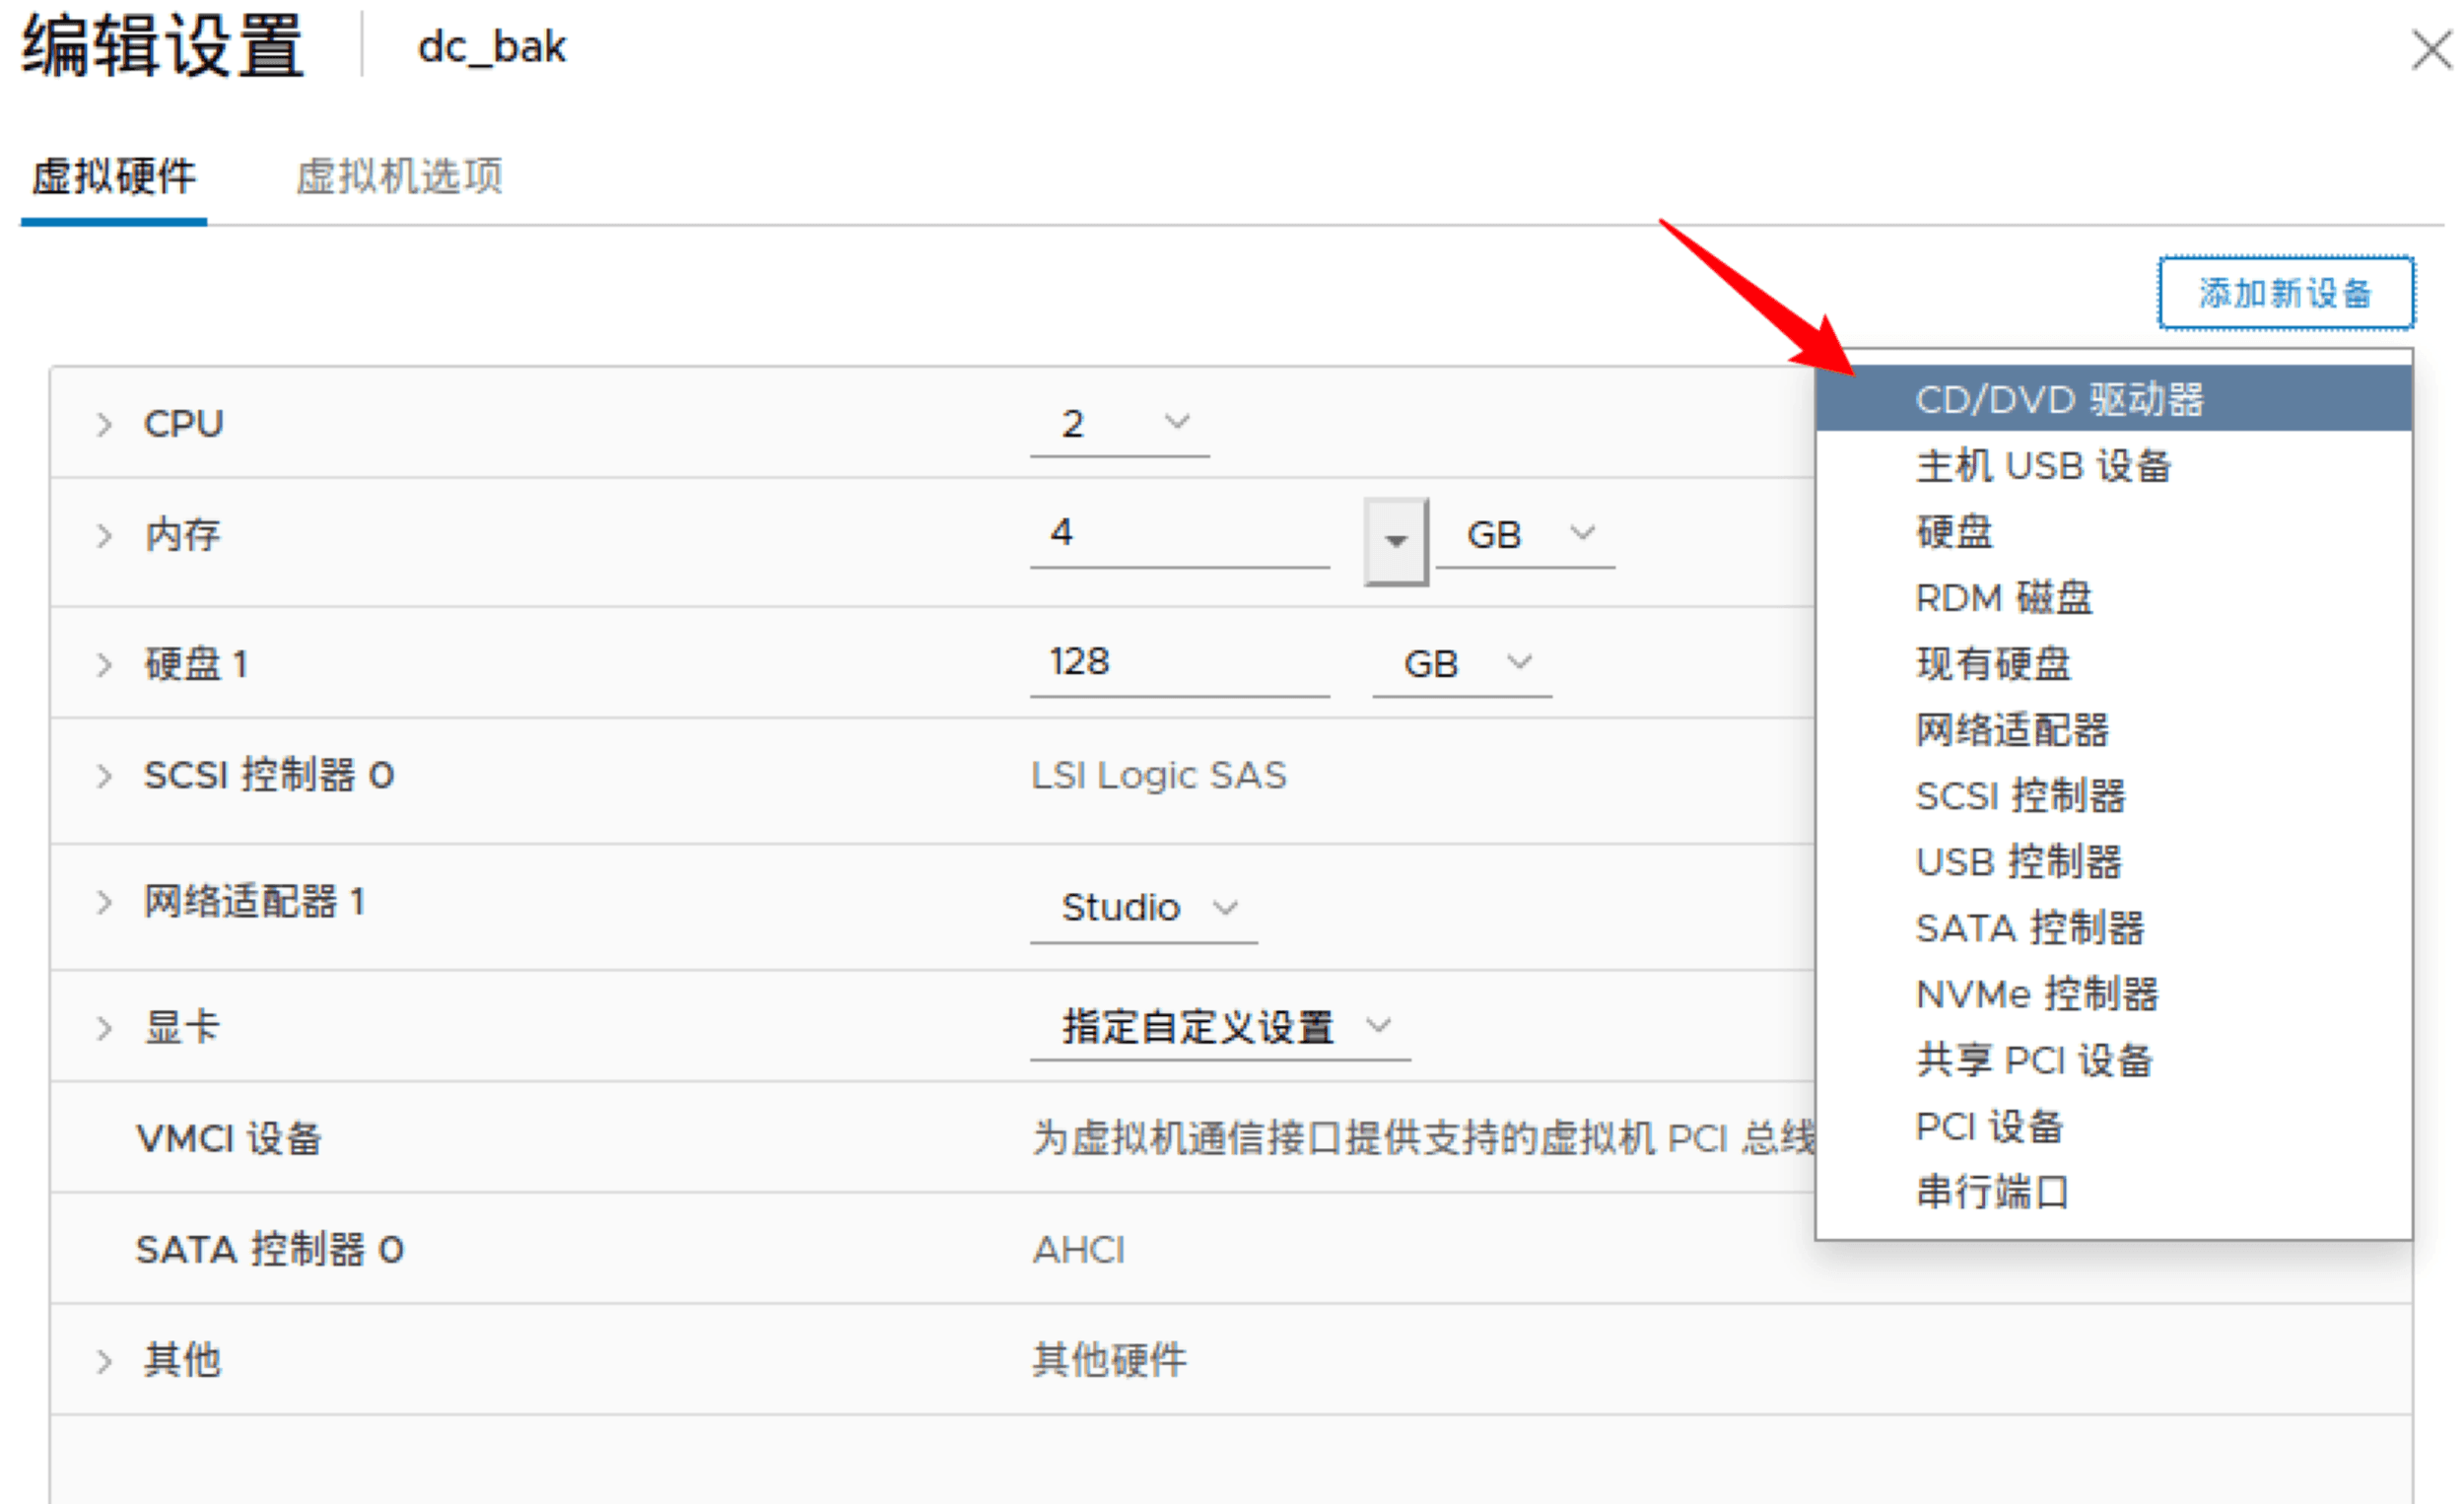 编辑设置 dc_bak
虚拟硬件 虚拟机选项
添加新设备
CPU 2
内存 4 GB
硬盘 1 128 GB
SCSI 控制器 0 LSI Logic SAS
网络适配器 1 Studio
显卡 指定自定义设置
VMCI 设备 为虚拟机通信接口提供支持的虚拟机 PCI 总线
SATA 控制器 0 AHCI
其他 其他硬件
CD/DVD 驱动器
主机 USB 设备
硬盘
RDM 磁盘
现有硬盘
网络适配器
SCSI 控制器
USB 控制器
SATA 控制器
NVMe 控制器
共享 PCI 设备
PCI 设备
串行端口